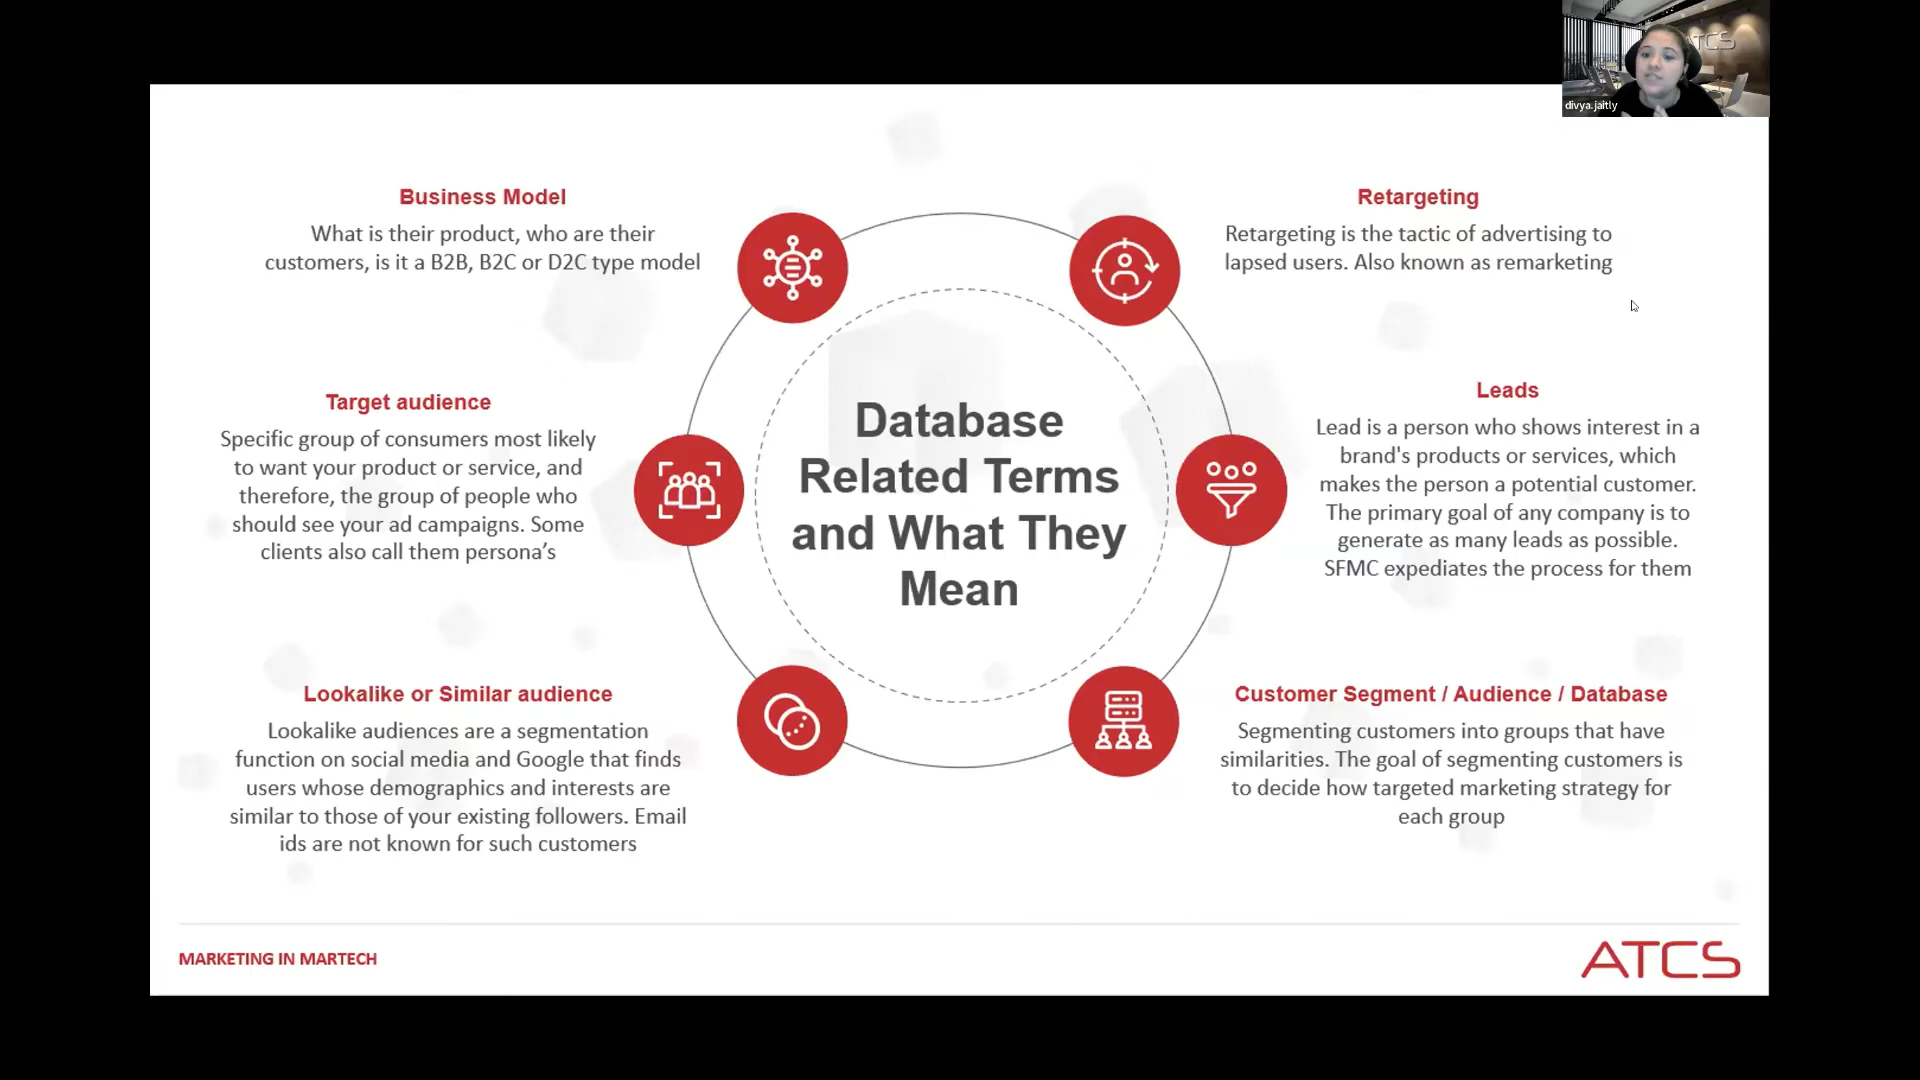 ATCS
divya.jaitly
Business Model
What is their product, who are their
customers, is it a B2B, B2C or D2C type model
Retargeting
Retargeting is the tactic of advertising to
lapsed users. Also known as remarketing
Target audience
Specific group of consumers most likely
to want your product or service, and
therefore, the group of people who
should see your ad campaigns. Some
clients also call them persona’s
Database
Related Terms
and What They
Mean
Leads
Lead is a person who shows interest in a
brand's products or services, which
makes the person a potential customer.
The primary goal of any company is to
generate as many leads as possible.
SFMC expediates the process for them
Lookalike or Similar audience
Lookalike audiences are a segmentation
function on social media and Google that finds
users whose demographics and interests are
similar to those of your existing followers. Email
ids are not known for such customers
Customer Segment / Audience / Database
Segmenting customers into groups that have
similarities. The goal of segmenting customers is
to decide how targeted marketing strategy for
each group
MARKETING IN MARTECH
ATCS